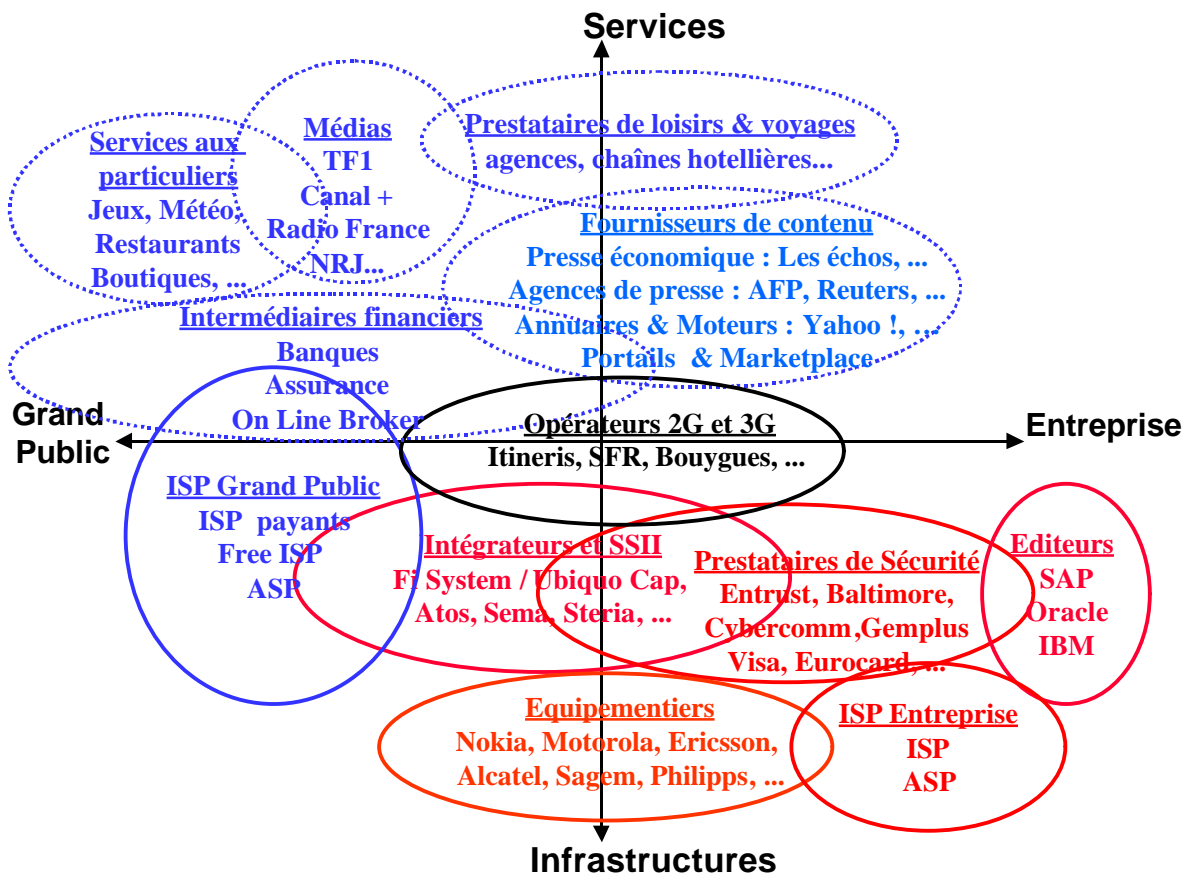 Services
Services aux
particuliers
Jeux, Météo,
Restaurants
Boutiques, ...
Médias
TF1
Canal +
Radio France
NRJ...
Prestataires de loisirs & voyages
agences, chaînes hotellières...
Fournisseurs de contenu
Presse économique : Les échos, ...
Agences de presse : AFP, Reuters, ...
Annuaires & Moteurs : Yahoo !, ...
Portails & Marketplace
Intermédiaires financiers
Banques
Assurance
On Line Broker
Grand
Public
Opérateurs 2G et 3G
Itineris, SFR, Bouygues, ...
Entreprise
ISP Grand Public
ISP payants
Free ISP
ASP
Intégrateurs et SSII
Fi System / Ubiquo Cap,
Atos, Sema, Steria, ...
Prestataires de Sécurité
Entrust, Baltimore,
Cybercomm,Gemplus
Visa, Eurocard, ...
Editeurs
SAP
Oracle
IBM
Equipementiers
Nokia, Motorola, Ericsson,
Alcatel, Sagem, Philipps, ...
ISP Entreprise
ISP
ASP
Infrastructures